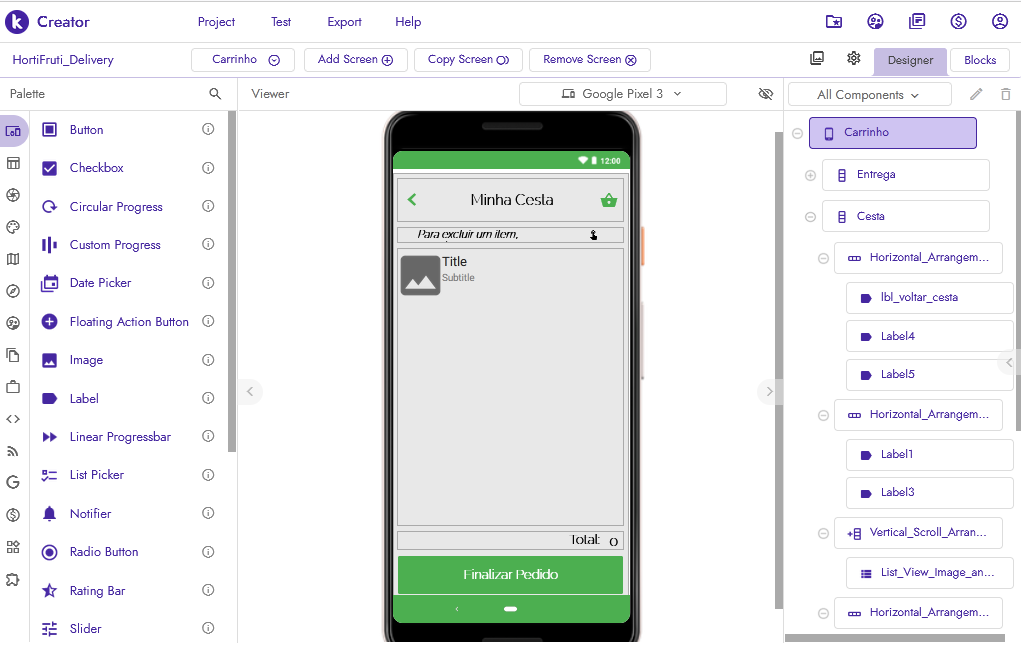 Creator
Project
Test
Export
Help
HortiFruti_Delivery
Carrinho
Add Screen
Copy Screen
Remove Screen
Designer
Blocks
Palette
Viewer
Google Pixel 3
All Components
Button
Checkbox
Circular Progress
Custom Progress
Date Picker
Floating Action Button
Image
Label
Linear Progressbar
List Picker
Notifier
Radio Button
Rating Bar
Slider
12:00
Minha Cesta
Para excluir um item,
Title
Subtitle
Total: 0
Finalizar Pedido
Carrinho
Entrega
Cesta
Horizontal_Arrangem...
lbl_voltar_cesta
Label4
Label5
Horizontal_Arrangem...
Label1
Label3
Vertical_Scroll_Arran...
List_View_Image_an...
Horizontal_Arrangem...